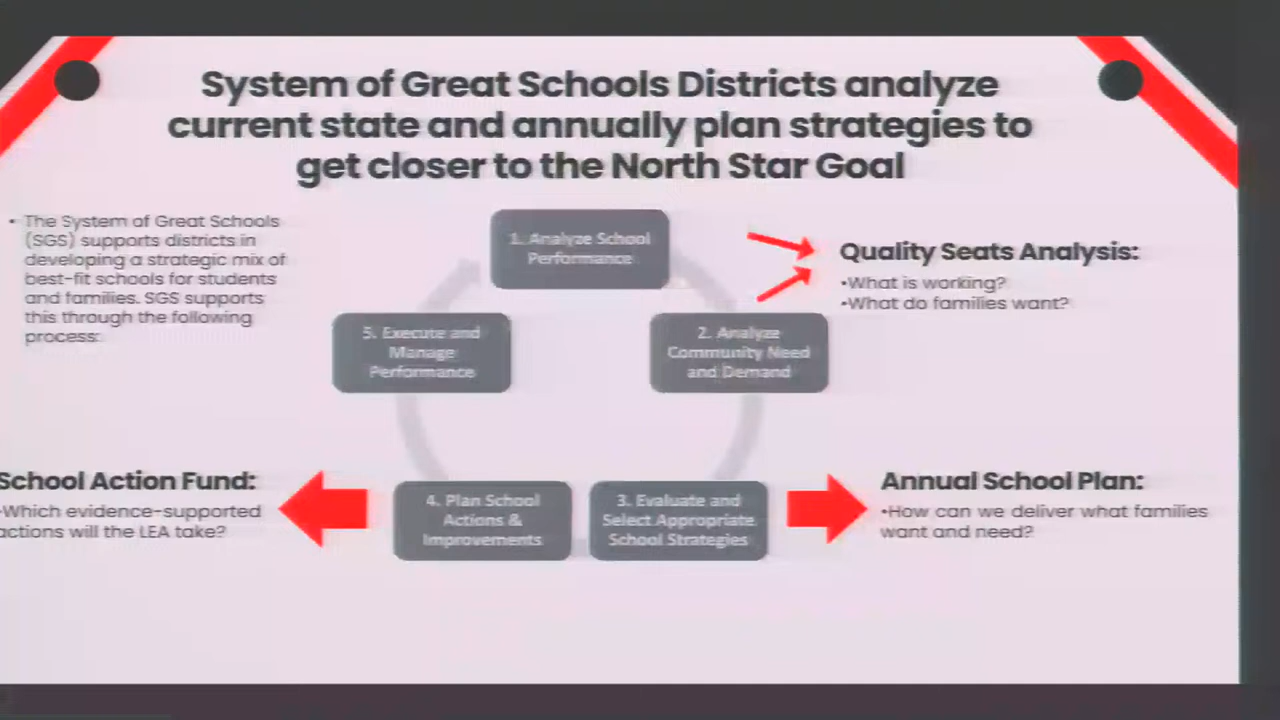 System of Great Schools Districts analyze
current state and annually plan strategies to
get closer to the North Star Goal
• The System of Great Schools
(SGS) supports districts in
developing a strategic mix of
best-fit schools for students
and families. SGS supports
this through the following
process:
1. Analyze School
Performance
Quality Seats Analysis:
•What is working?
•What do families want?
5. Execute and
Manage
Performance
2. Analyze
Community Need
and Demand
School Action Fund:
•Which evidence-supported
actions will the LEA take?
4. Plan School
Actions &
Improvements
3. Evaluate and
Select Appropriate
School Strategies
Annual School Plan:
•How can we deliver what families
want and need?